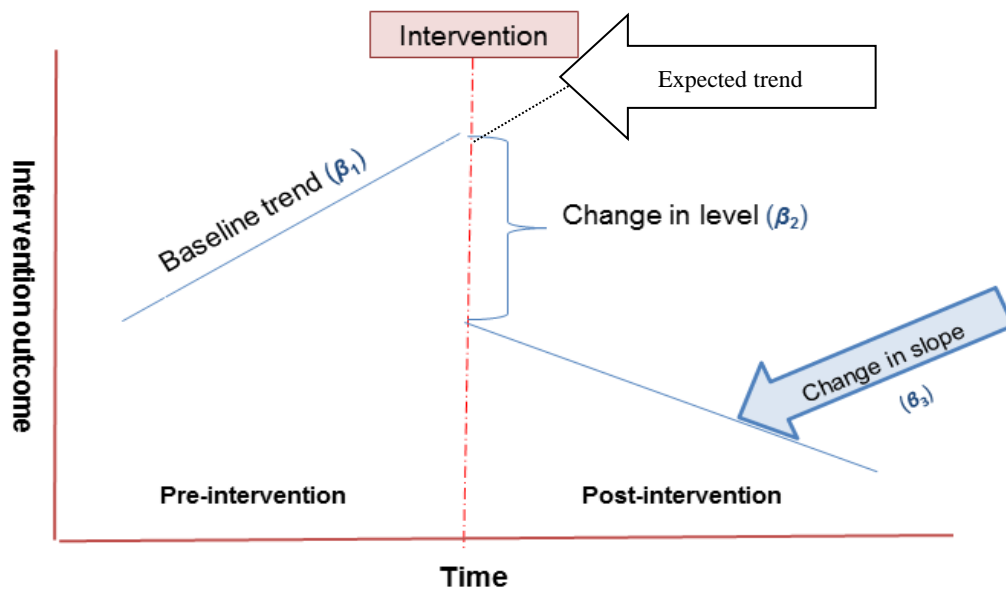 Intervention
Expected trend
Baseline trend (β₁)
Change in level (β₂)
Change in slope
(β₃)
Intervention outcome
Pre-intervention
Post-intervention
Time